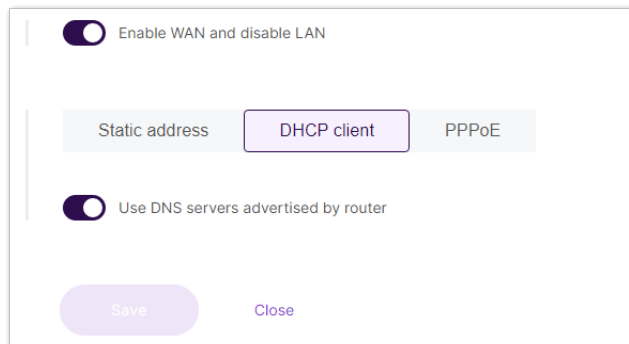 Enable WAN and disable LAN
Static address DHCP client PPPoE
Use DNS servers advertised by router
Save Close